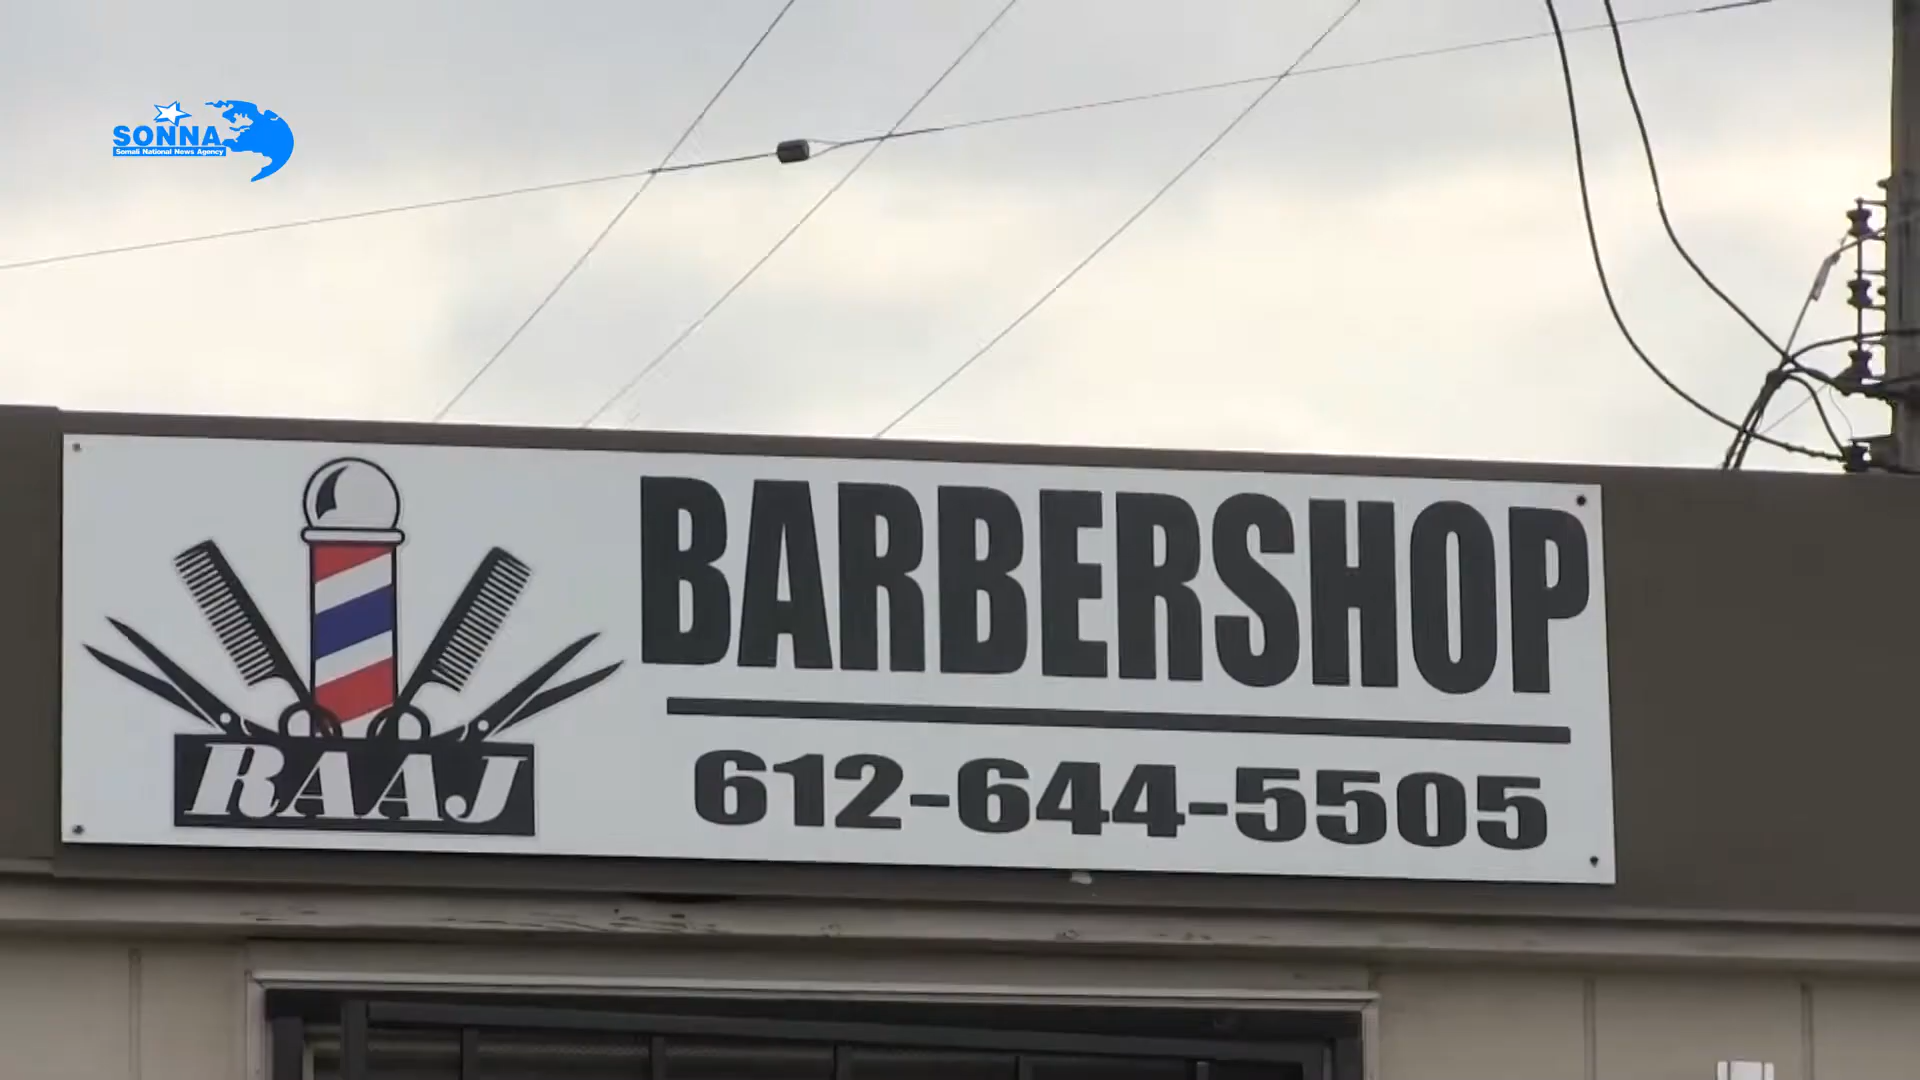 SONNA
Somali National News Agency
BARBERSHOP
RAAJ
612-644-5505